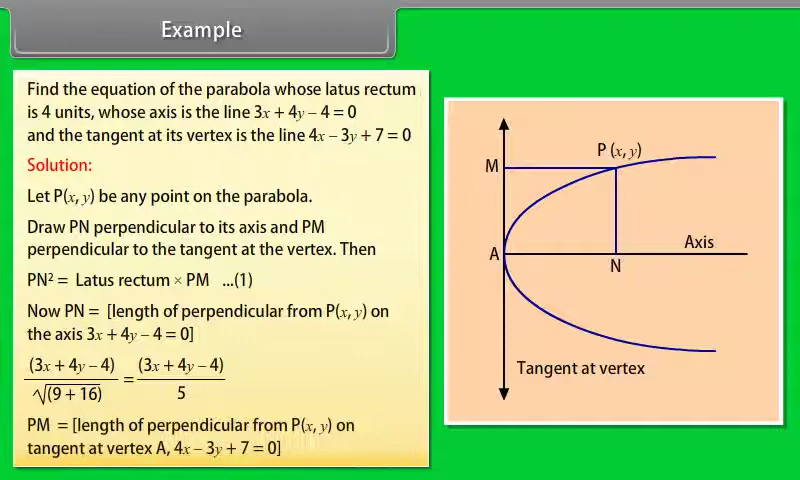 Example
Find the equation of the parabola whose latus rectum
is 4 units, whose axis is the line 3x + 4y – 4 = 0
and the tangent at its vertex is the line 4x – 3y + 7 = 0
Solution:
Let P(x, y) be any point on the parabola.
Draw PN perpendicular to its axis and PM
perpendicular to the tangent at the vertex. Then
PN² = Latus rectum × PM ...(1)
Now PN = [length of perpendicular from P(x, y) on
the axis 3x + 4y – 4 = 0]
(3x + 4y – 4) / √(9 + 16) = (3x + 4y – 4) / 5
PM = [length of perpendicular from P(x, y) on
tangent at vertex A, 4x – 3y + 7 = 0]
P (x, y)
M
A
Axis
N
Tangent at vertex